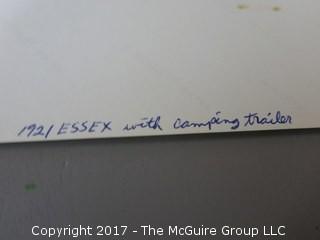 1921 ESSEX with camping trailer
Copyright © 2017 - The McGuire Group LLC